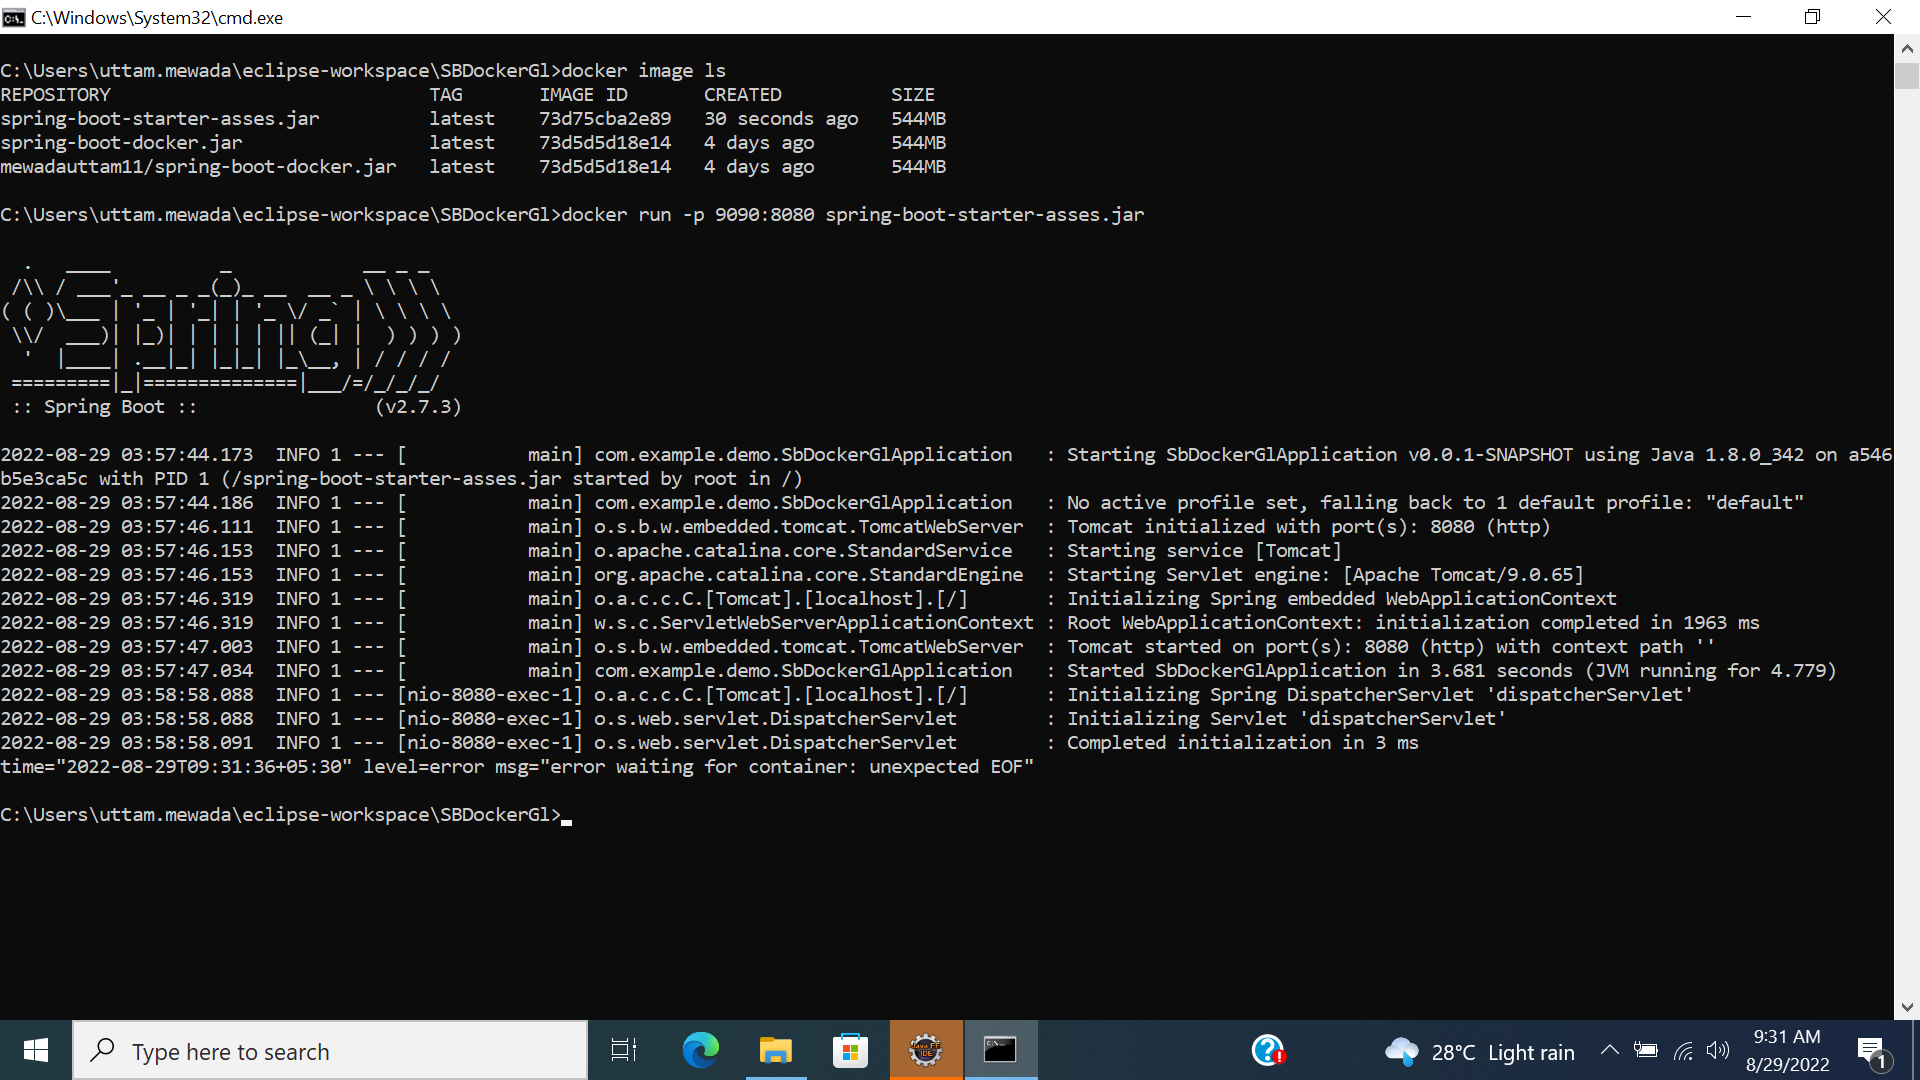 C:\Windows\System32\cmd.exe
C:\Users\uttam.mewada\eclipse-workspace\SBDockerGl>docker image ls
REPOSITORY                             TAG       IMAGE ID       CREATED          SIZE
spring-boot-starter-asses.jar          latest    73d75cba2e89   30 seconds ago   544MB
spring-boot-docker.jar                 latest    73d5d5d18e14   4 days ago       544MB
mewadauttam11/spring-boot-docker.jar   latest    73d5d5d18e14   4 days ago       544MB
C:\Users\uttam.mewada\eclipse-workspace\SBDockerGl>docker run -p 9090:8080 spring-boot-starter-asses.jar
  .   ____          _            __ _ _
 /\\ / ___'_ __ _ _(_)_ __  __ _ \ \ \ \
( ( )\___ | '_ | '_| | '_ \/ _` | \ \ \ \
 \\/  ___)| |_)| | | | | || (_| |  ) ) ) )
  '  |____| .__|_| |_|_| |_\__, | / / / /
 =========|_|==============|___/=/_/_/_/
 :: Spring Boot ::                (v2.7.3)
2022-08-29 03:57:44.173  INFO 1 --- [           main] com.example.demo.SbDockerGlApplication   : Starting SbDockerGlApplication v0.0.1-SNAPSHOT using Java 1.8.0_342 on a546
b5e3ca5c with PID 1 (/spring-boot-starter-asses.jar started by root in /)
2022-08-29 03:57:44.186  INFO 1 --- [           main] com.example.demo.SbDockerGlApplication   : No active profile set, falling back to 1 default profile: "default"
2022-08-29 03:57:46.111  INFO 1 --- [           main] o.s.b.w.embedded.tomcat.TomcatWebServer  : Tomcat initialized with port(s): 8080 (http)
2022-08-29 03:57:46.153  INFO 1 --- [           main] o.apache.catalina.core.StandardService   : Starting service [Tomcat]
2022-08-29 03:57:46.153  INFO 1 --- [           main] org.apache.catalina.core.StandardEngine  : Starting Servlet engine: [Apache Tomcat/9.0.65]
2022-08-29 03:57:46.319  INFO 1 --- [           main] o.a.c.c.C.[Tomcat].[localhost].[/]       : Initializing Spring embedded WebApplicationContext
2022-08-29 03:57:46.319  INFO 1 --- [           main] w.s.c.ServletWebServerApplicationContext : Root WebApplicationContext: initialization completed in 1963 ms
2022-08-29 03:57:47.003  INFO 1 --- [           main] o.s.b.w.embedded.tomcat.TomcatWebServer  : Tomcat started on port(s): 8080 (http) with context path ''
2022-08-29 03:57:47.034  INFO 1 --- [           main] com.example.demo.SbDockerGlApplication   : Started SbDockerGlApplication in 3.681 seconds (JVM running for 4.779)
2022-08-29 03:58:58.088  INFO 1 --- [nio-8080-exec-1] o.a.c.c.C.[Tomcat].[localhost].[/]       : Initializing Spring DispatcherServlet 'dispatcherServlet'
2022-08-29 03:58:58.088  INFO 1 --- [nio-8080-exec-1] o.s.web.servlet.DispatcherServlet        : Initializing Servlet 'dispatcherServlet'
2022-08-29 03:58:58.091  INFO 1 --- [nio-8080-exec-1] o.s.web.servlet.DispatcherServlet        : Completed initialization in 3 ms
time="2022-08-29T09:31:36+05:30" level=error msg="error waiting for container: unexpected EOF"
C:\Users\uttam.mewada\eclipse-workspace\SBDockerGl>
Type here to search
Java EE
IDE
28°C Light rain
9:31 AM
8/29/2022
1